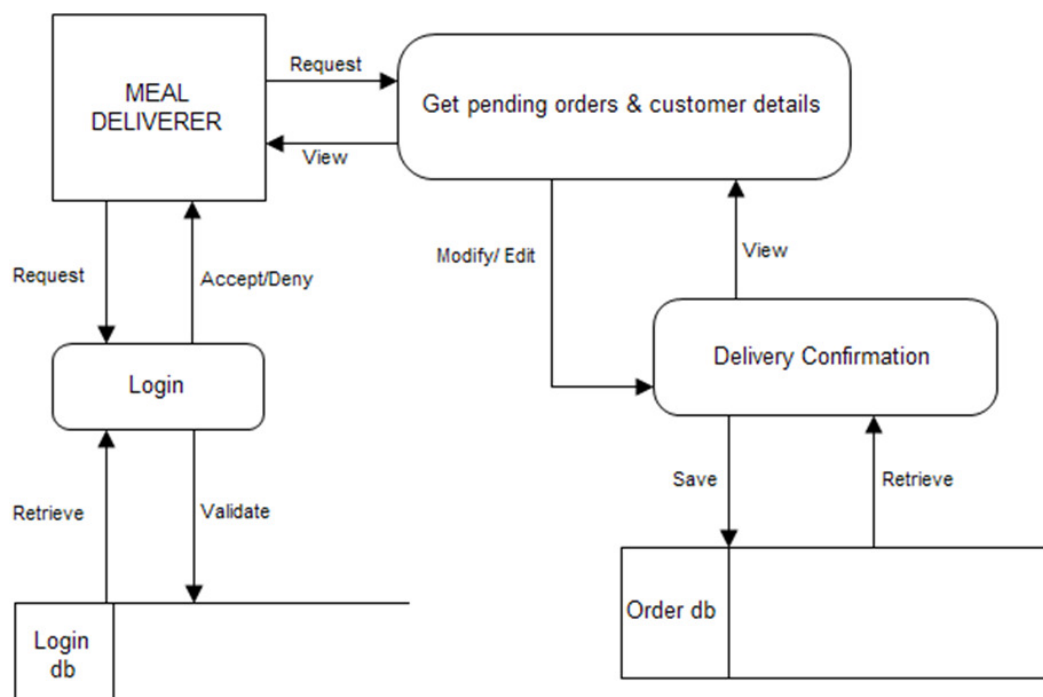 MEAL
DELIVERER
Request
Get pending orders & customer details
View
Request
Accept/Deny
Modify/ Edit
View
Login
Delivery Confirmation
Retrieve
Validate
Save
Retrieve
Login
db
Order db